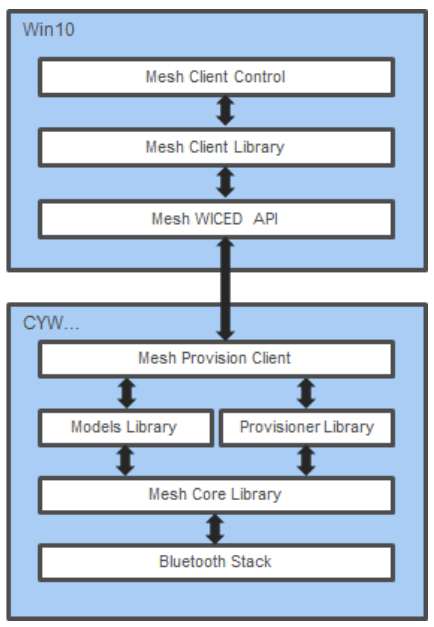 Win10
Mesh Client Control
Mesh Client Library
Mesh WICED API
CYW...
Mesh Provision Client
Models Library
Provisioner Library
Mesh Core Library
Bluetooth Stack